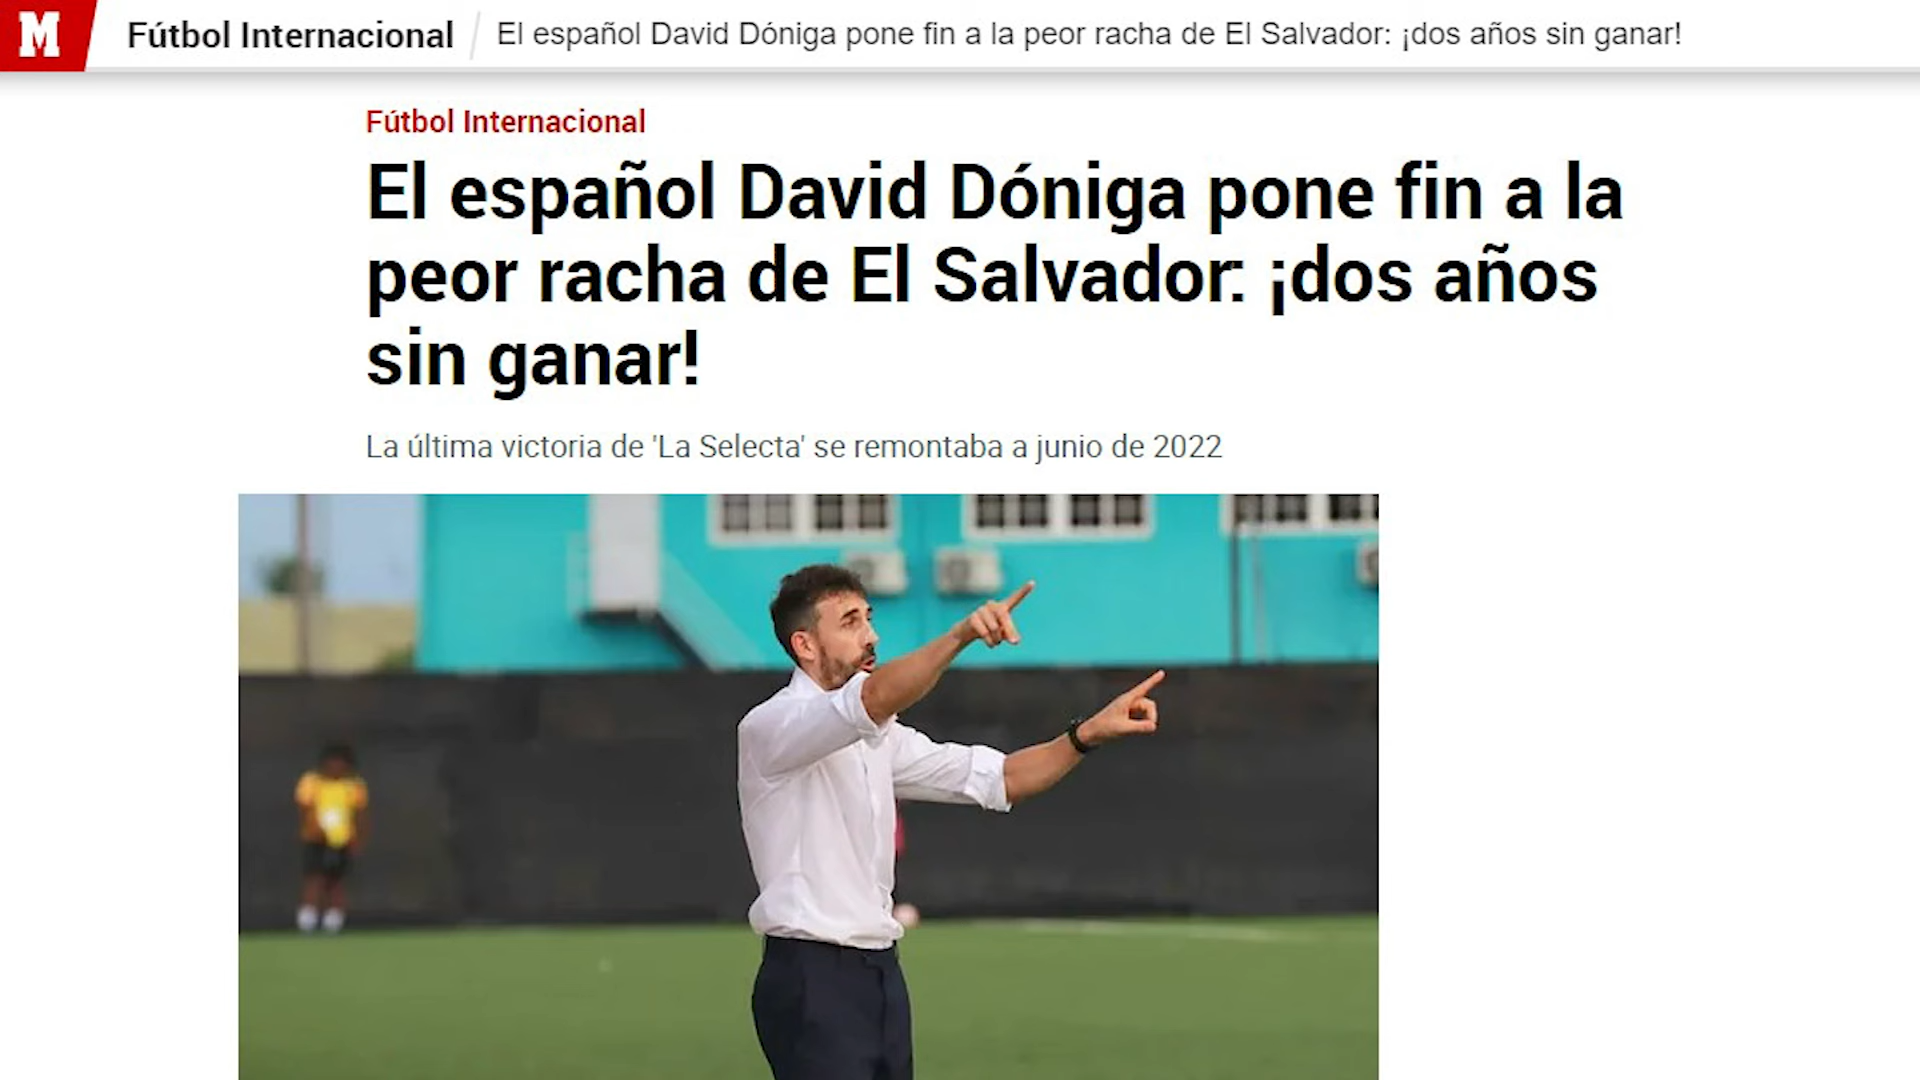 M Fútbol Internacional El español David Dóniga pone fin a la peor racha de El Salvador: ¡dos años sin ganar!
Fútbol Internacional
El español David Dóniga pone fin a la
peor racha de El Salvador: ¡dos años
sin ganar!
La última victoria de 'La Selecta' se remontaba a junio de 2022